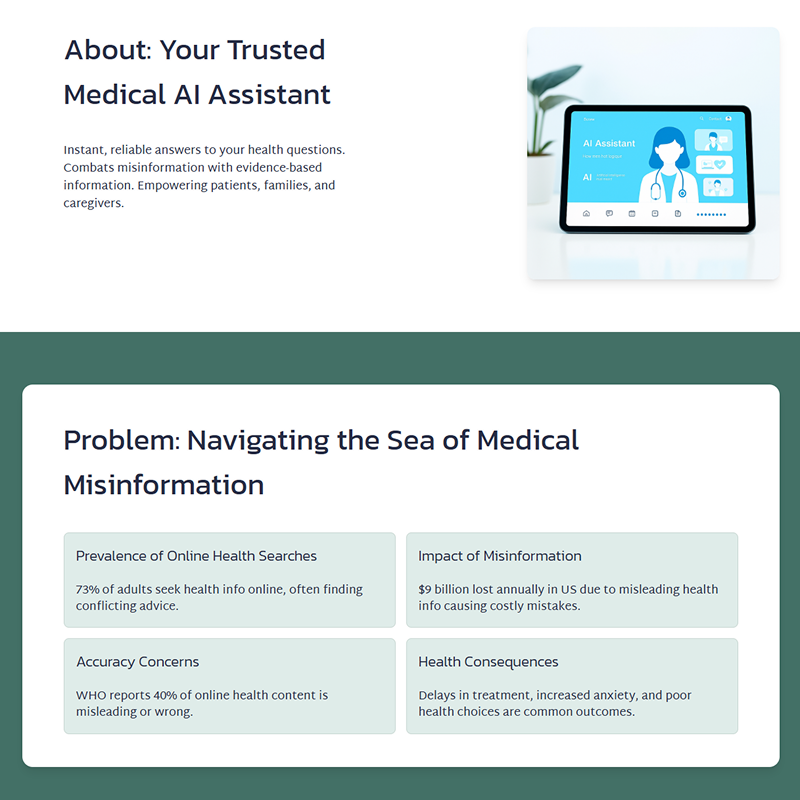 About: Your Trusted
Medical AI Assistant
Instant, reliable answers to your health questions.
Combats misinformation with evidence-based
information. Empowering patients, families, and
caregivers.
AI Assistant
AI
Problem: Navigating the Sea of Medical
Misinformation
Prevalence of Online Health Searches
73% of adults seek health info online, often finding
conflicting advice.
Impact of Misinformation
$9 billion lost annually in US due to misleading health
info causing costly mistakes.
Accuracy Concerns
WHO reports 40% of online health content is
misleading or wrong.
Health Consequences
Delays in treatment, increased anxiety, and poor
health choices are common outcomes.